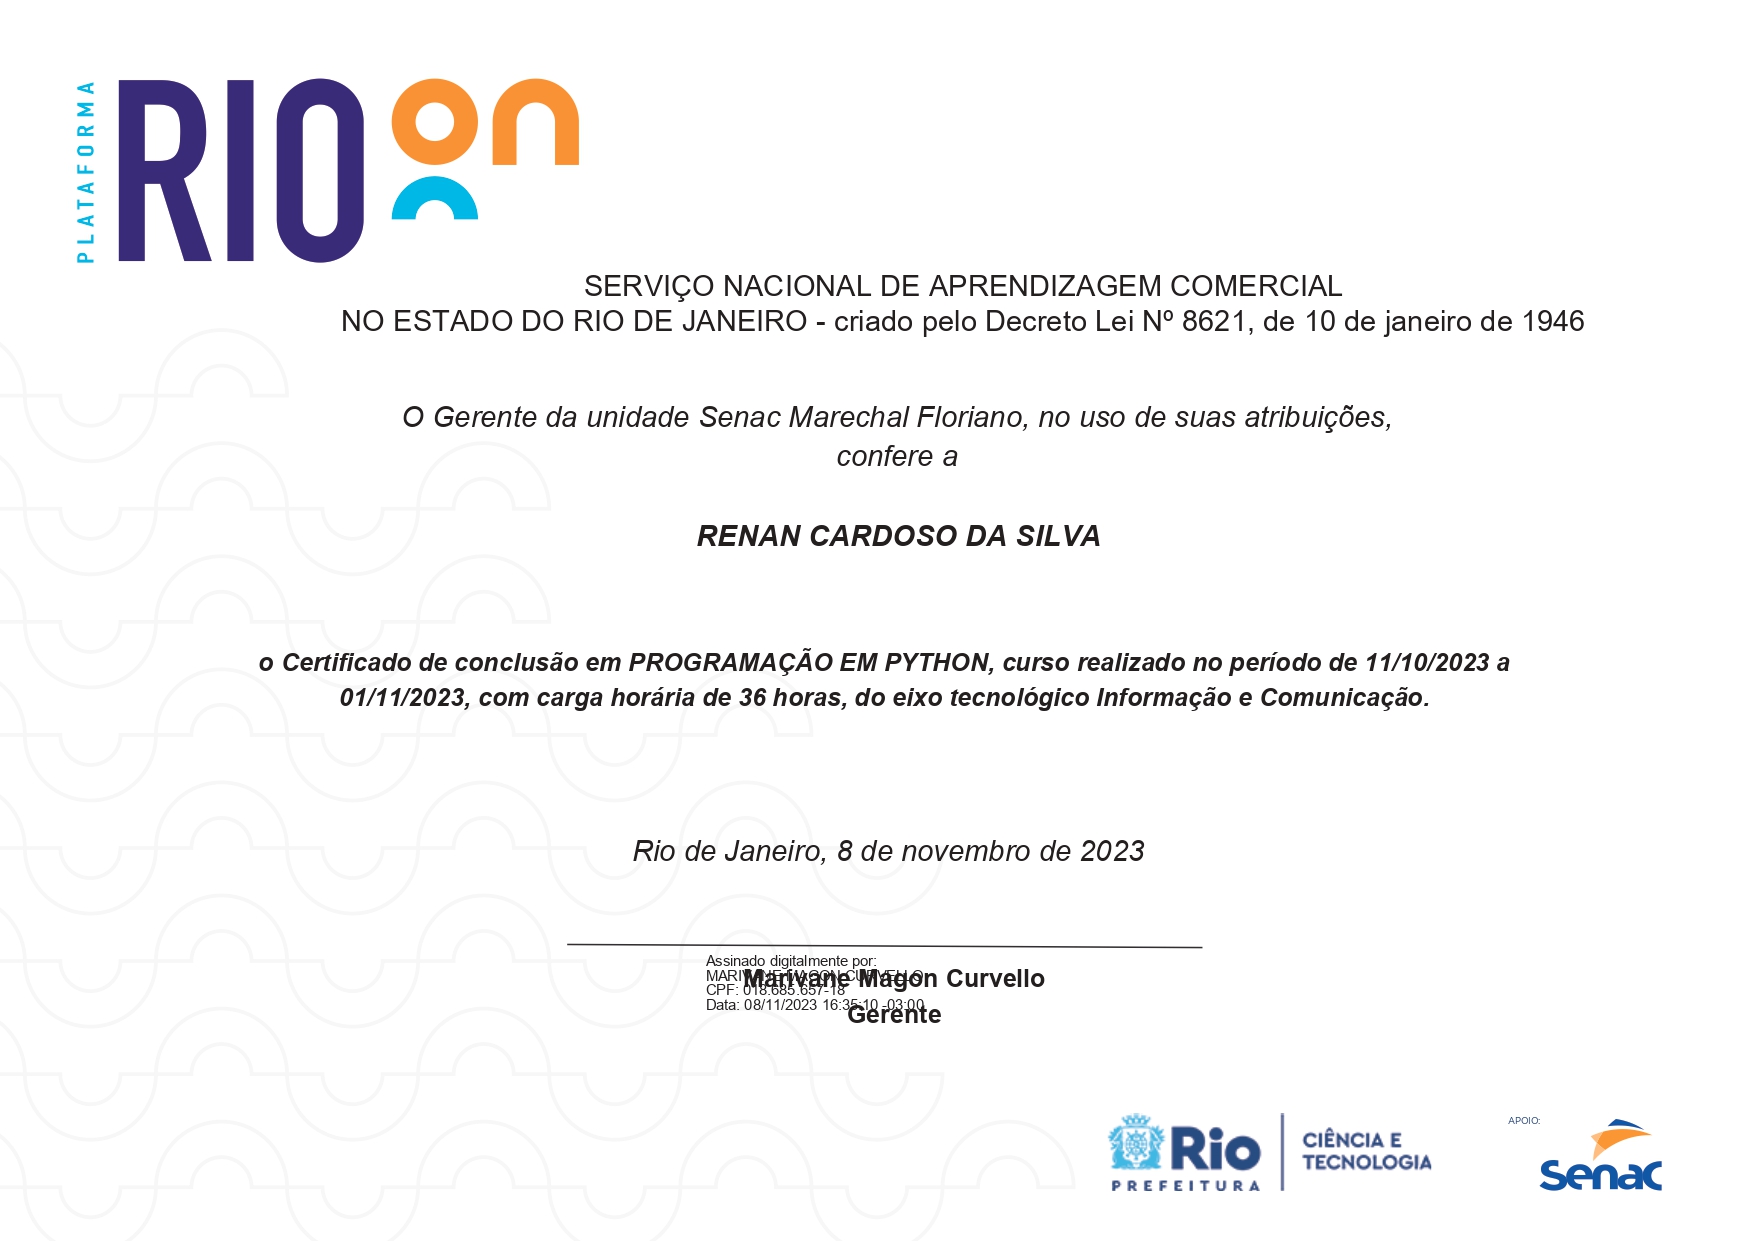 PLATAFORMA
RIO on
SERVIÇO NACIONAL DE APRENDIZAGEM COMERCIAL
NO ESTADO DO RIO DE JANEIRO - criado pelo Decreto Lei Nº 8621, de 10 de janeiro de 1946
O Gerente da unidade Senac Marechal Floriano, no uso de suas atribuições,
confere a
RENAN CARDOSO DA SILVA
o Certificado de conclusão em PROGRAMAÇÃO EM PYTHON, curso realizado no período de 11/10/2023 a
01/11/2023, com carga horária de 36 horas, do eixo tecnológico Informação e Comunicação.
Rio de Janeiro, 8 de novembro de 2023
Assinado digitalmente por:
MARIVANE MAGON CURVELLO
CPF: 018.685.657-18
Data: 08/11/2023 16:35:10 -03:00
Marivane Magon Curvello
Gerente
Rio
PREFEITURA
CIÊNCIA E
TECNOLOGIA
APOIO:
Senac